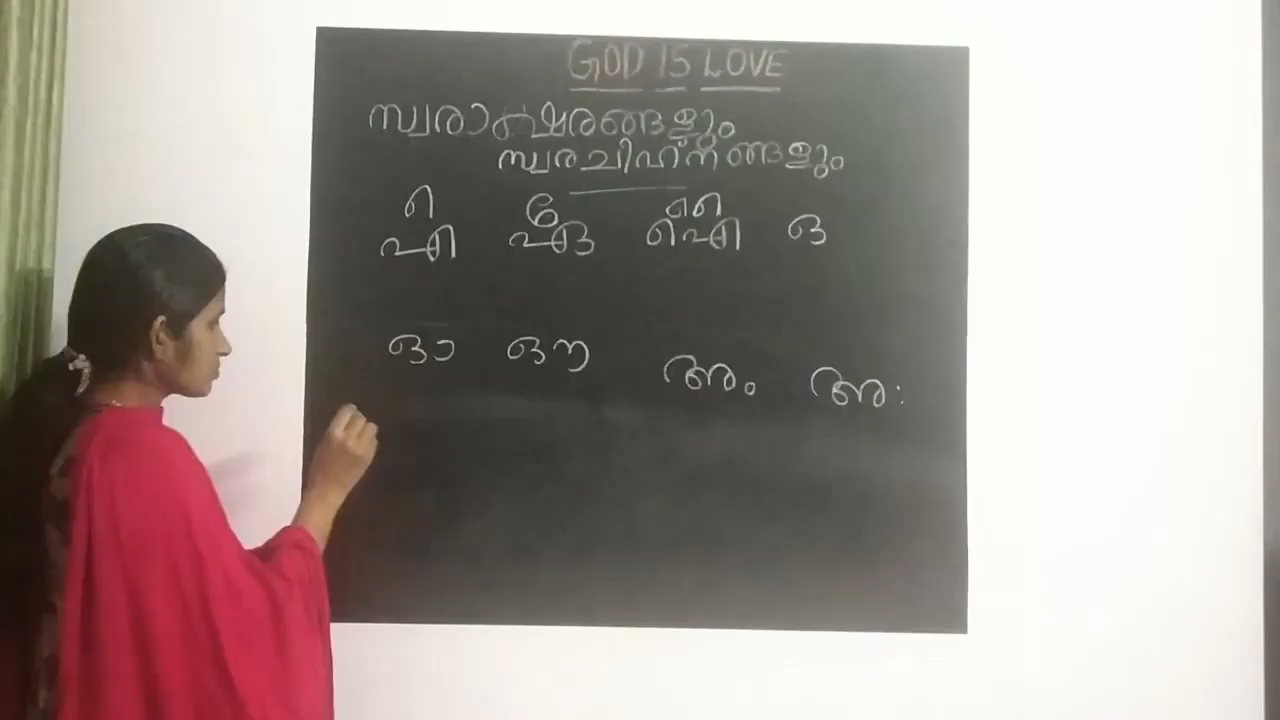 GOD IS LOVE
സ്വരാക്ഷരങ്ങളും
സ്വരചിഹ്നങ്ങളും
െ േ ൈ
എ ഏ ഐ ഒ
ഓ ഔ അം അഃ